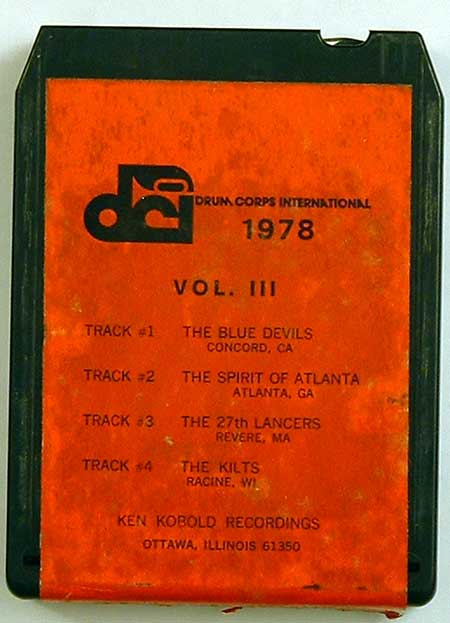 dci DRUM CORPS INTERNATIONAL
1978
VOL. III
TRACK #1 THE BLUE DEVILS
CONCORD, CA
TRACK #2 THE SPIRIT OF ATLANTA
ATLANTA, GA
TRACK #3 THE 27th LANCERS
REVERE, MA
TRACK #4 THE KILTS
RACINE, WI
KEN KOBOLD RECORDINGS
OTTAWA, ILLINOIS 61350